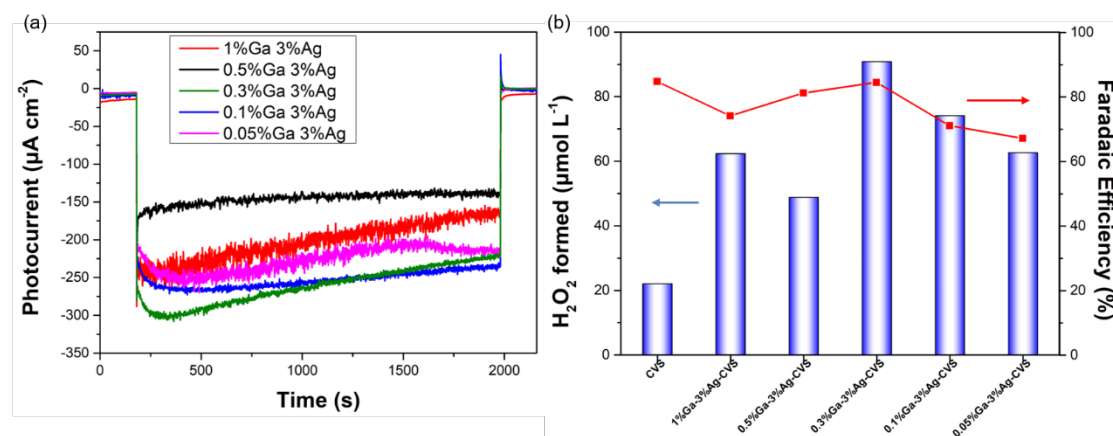 (a)
50
25
0
-25
-50
-100
-150
-200
-250
-300
-350
0
500
1000
1500
2000
Photocurrent (µA cm⁻²)
Time (s)
1%Ga 3%Ag
0.5%Ga 3%Ag
0.3%Ga 3%Ag
0.1%Ga 3%Ag
0.05%Ga 3%Ag
(b)
100
80
60
40
20
0
H₂O₂ formed (µmol L⁻¹)
100
80
60
40
20
0
Faradaic Efficiency (%)
CVS
1%Ga-3%Ag-CVS
0.5%Ga-3%Ag-CVS
0.3%Ga-3%Ag-CVS
0.1%Ga-3%Ag-CVS
0.05%Ga-3%Ag-CVS